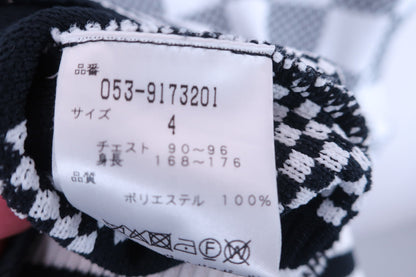 品番
053-9173201
サイズ
4
チェスト 90～96
身長 168～176
品質
ポリエステル 100%